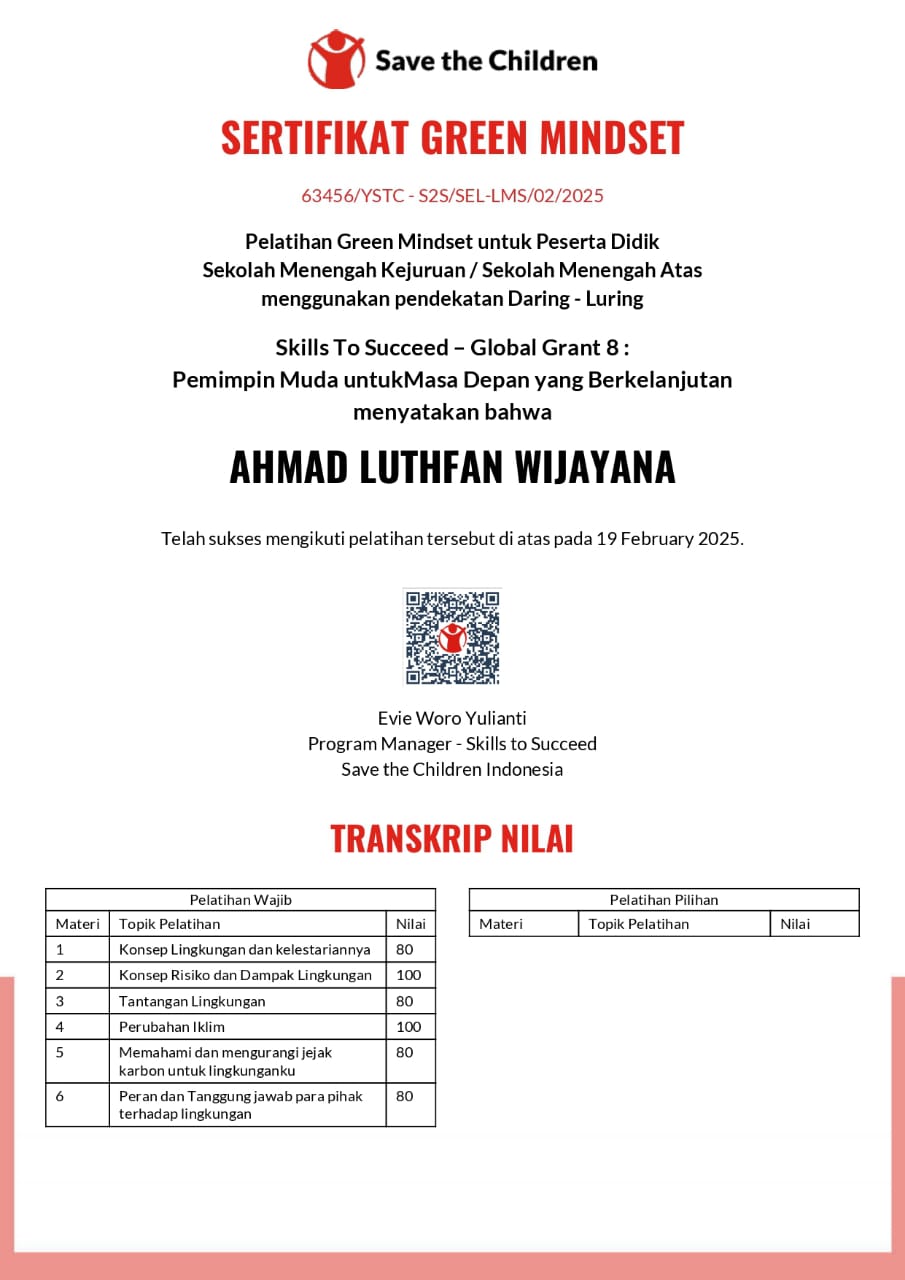 Save the Children
SERTIFIKAT GREEN MINDSET
63456/YSTC - S2S/SEL-LMS/02/2025
Pelatihan Green Mindset untuk Peserta Didik
Sekolah Menengah Kejuruan / Sekolah Menengah Atas
menggunakan pendekatan Daring - Luring
Skills To Succeed – Global Grant 8 :
Pemimpin Muda untukMasa Depan yang Berkelanjutan
menyatakan bahwa
AHMAD LUTHFAN WIJAYANA
Telah sukses mengikuti pelatihan tersebut di atas pada 19 February 2025.
Evie Woro Yulianti
Program Manager - Skills to Succeed
Save the Children Indonesia
TRANSKRIP NILAI
Pelatihan Wajib
Materi Topik Pelatihan Nilai
1 Konsep Lingkungan dan kelestariannya 80
2 Konsep Risiko dan Dampak Lingkungan 100
3 Tantangan Lingkungan 80
4 Perubahan Iklim 100
5 Memahami dan mengurangi jejak 80
karbon untuk lingkunganku
6 Peran dan Tanggung jawab para pihak 80
terhadap lingkungan
Pelatihan Pilihan
Materi Topik Pelatihan Nilai